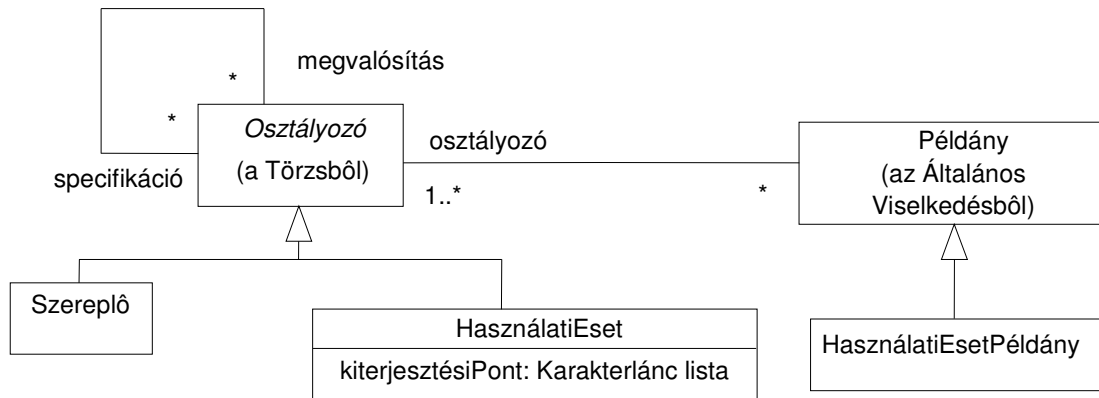 megvalósítás
*
*
specifikáció
Osztályozó
(a Törzsbôl)
osztályozó
1..*
*
Példány
(az Általános
Viselkedésbôl)
Szereplô
HasználatiEset
kiterjesztésiPont: Karakterlánc lista
HasználatiEsetPéldány